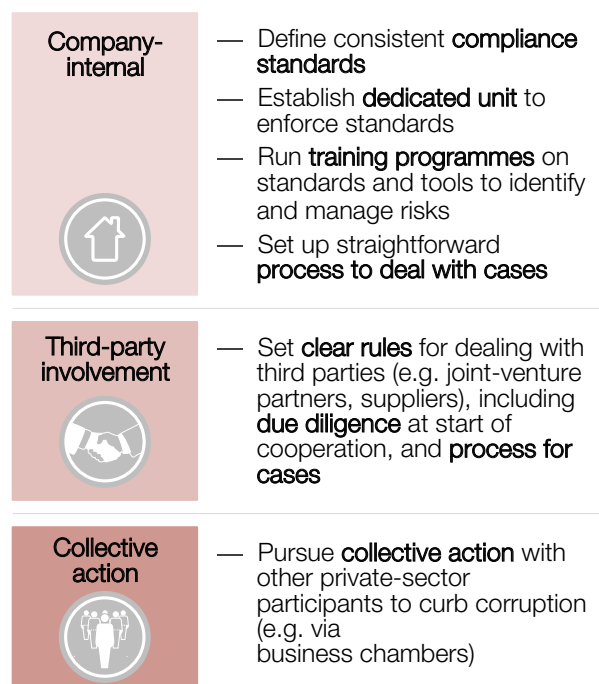 Company-
internal
— Define consistent compliance
standards
— Establish dedicated unit to
enforce standards
— Run training programmes on
standards and tools to identify
and manage risks
— Set up straightforward
process to deal with cases
Third-party
involvement
— Set clear rules for dealing with
third parties (e.g. joint-venture
partners, suppliers), including
due diligence at start of
cooperation, and process for
cases
Collective
action
— Pursue collective action with
other private-sector
participants to curb corruption
(e.g. via
business chambers)